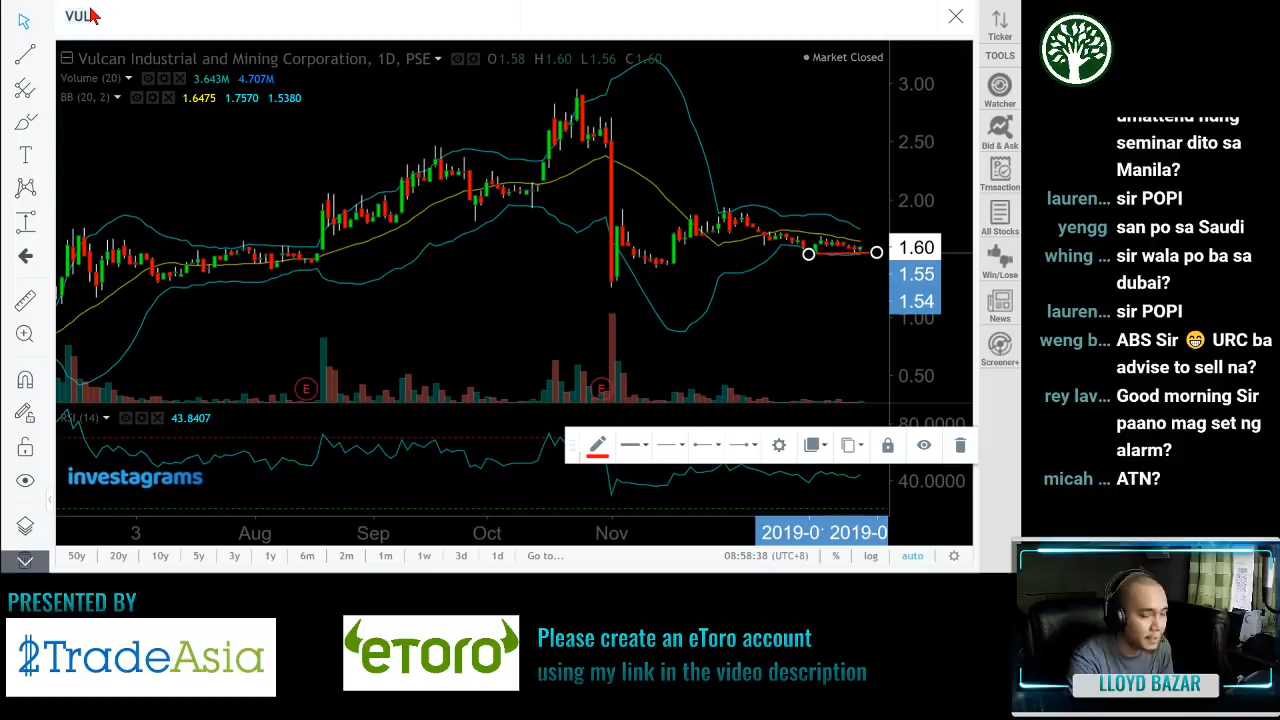 VUL
Vulcan Industrial and Mining Corporation, 1D, PSE O1.58 H1.60 L1.56 C1.60
Market Closed
Volume (20) 3.643M 4.707M
BB (20, 2) 1.6475 1.7570 1.5380
3.00
2.50
2.00
1.60
1.55
1.54
1.00
0.50
E
E
RSI (14) 43.8407
80.0000
40.0000
investagrams
3 Aug Sep Oct Nov
50y 20y 10y 5y 3y 1y 6m 2m 1m 1w 3d 1d Go to... 08:58:38 (UTC+8) % log auto
Ticker
TOOLS
Watcher
Bid & Ask
Trnsaction
All Stocks
Win/Lose
News
Screener+
umattend nung
seminar dito sa
Manila?
lauren... sir POPI
yengg san po sa Saudi
whing ... sir wala po ba sa
dubai?
lauren... sir POPI
weng b... ABS Sir 😁 URC ba
advise to sell na?
rey lav... Good morning Sir
paano mag set ng
alarm?
micah ... ATN?
PRESENTED BY
2TradeAsia
eToro
Please create an eToro account
using my link in the video description
LLOYD BAZAR